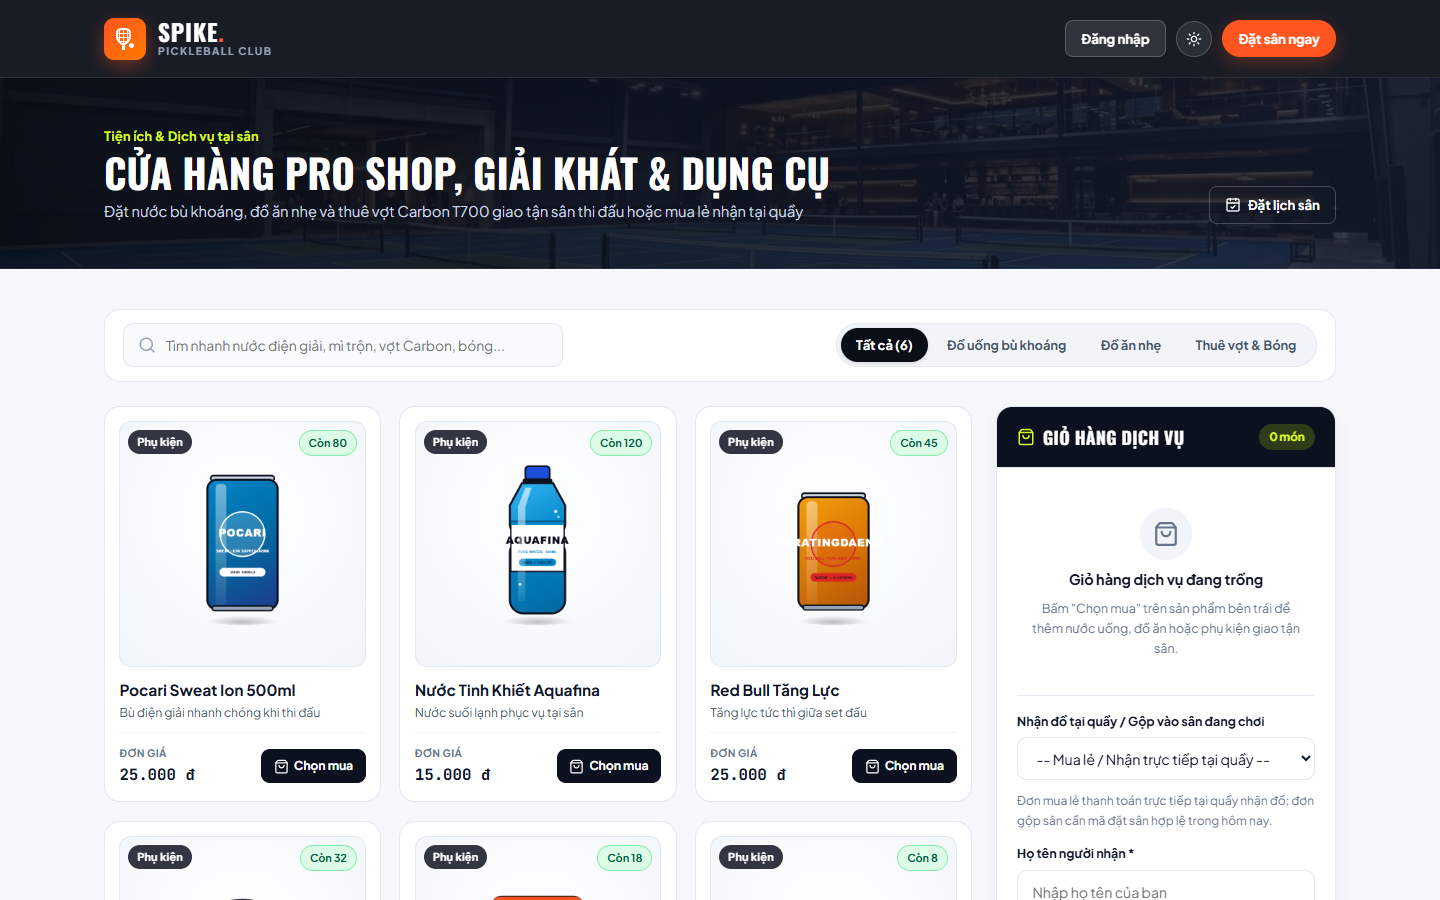 SPIKE.
PICKLEBALL CLUB
Đăng nhập
Đặt sân ngay
Tiện ích & Dịch vụ tại sân
CỬA HÀNG PRO SHOP, GIẢI KHÁT & DỤNG CỤ
Đặt nước bù khoáng, đồ ăn nhẹ và thuê vợt Carbon T700 giao tận sân thi đấu hoặc mua lẻ nhận tại quầy
Đặt lịch sân
Tìm nhanh nước điện giải, mì trộn, vợt Carbon, bóng...
Tất cả (6)
Đồ uống bù khoáng
Đồ ăn nhẹ
Thuê vợt & Bóng
Phụ kiện
Còn 80
POCARI
Pocari Sweat Ion 500ml
Bù điện giải nhanh chóng khi thi đấu
ĐƠN GIÁ
25.000 đ
Chọn mua
Phụ kiện
Còn 120
AQUAFINA
Nước Tinh Khiết Aquafina
Nước suối lạnh phục vụ tại sân
ĐƠN GIÁ
15.000 đ
Chọn mua
Phụ kiện
Còn 45
RATINGDAEN
Red Bull Tăng Lực
Tăng lực tức thì giữa set đấu
ĐƠN GIÁ
25.000 đ
Chọn mua
Phụ kiện
Còn 32
Phụ kiện
Còn 18
Phụ kiện
Còn 8
GIỎ HÀNG DỊCH VỤ
0 món
Giỏ hàng dịch vụ đang trống
Bấm "Chọn mua" trên sản phẩm bên trái để
thêm nước uống, đồ ăn hoặc phụ kiện giao tận
sân.
Nhận đồ tại quầy / Gộp vào sân đang chơi
-- Mua lẻ / Nhận trực tiếp tại quầy --
Đơn mua lẻ thanh toán trực tiếp tại quầy nhận đồ; đơn
gộp sân cần mã đặt sân hợp lệ trong hôm nay.
Họ tên người nhận *
Nhập họ tên của bạn